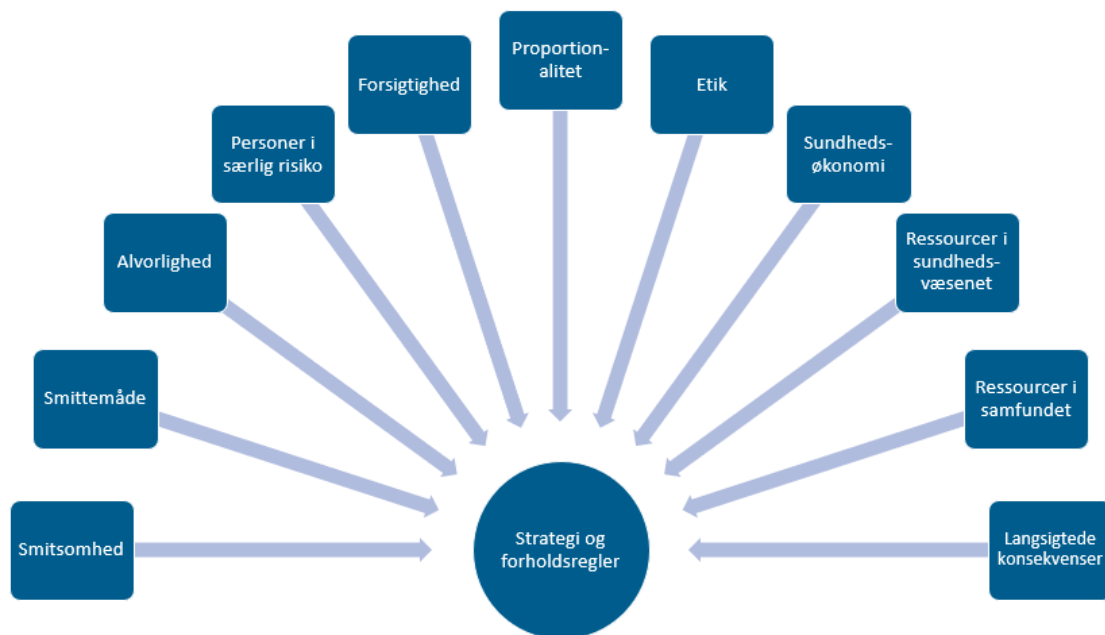 Smitsomhed
Smittemåde
Alvorlighed
Personer i
særlig risiko
Forsigtighed
Proportion-
alitet
Etik
Sundheds-
økonomi
Ressourcer i
sundheds-
væsenet
Ressourcer i
samfundet
Langsigtede
konsekvenser
Strategi og
forholdsregler